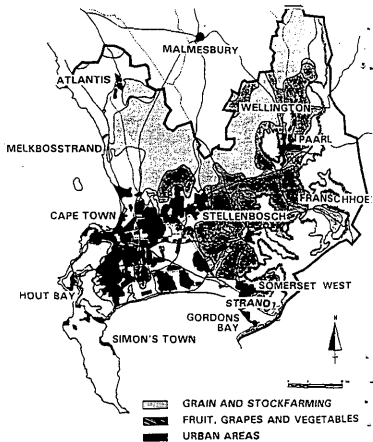 MALMESBURY
ATLANTIS
WELLINGTON
MELKBOSSTRAND
PAARL
FRANSCHHOE
CAPE TOWN
STELLENBOSCH
SOMERSET WEST
HOUT BAY
STRAND
GORDONS
BAY
SIMON'S TOWN
GRAIN AND STOCKFARMING
FRUIT, GRAPES AND VEGETABLES
URBAN AREAS